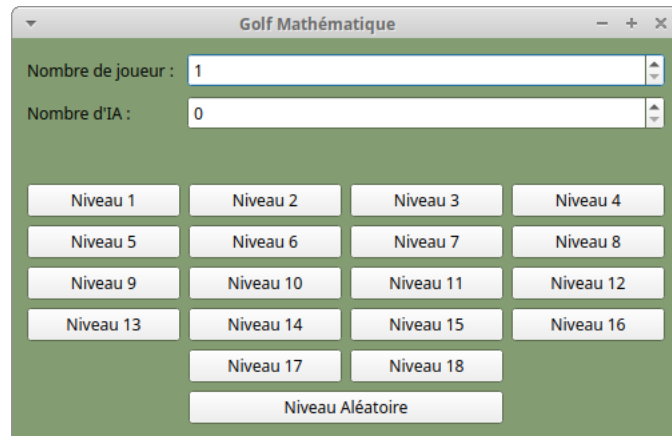 Golf Mathématique
Nombre de joueur : 1
Nombre d'IA : 0
Niveau 1 Niveau 2 Niveau 3 Niveau 4
Niveau 5 Niveau 6 Niveau 7 Niveau 8
Niveau 9 Niveau 10 Niveau 11 Niveau 12
Niveau 13 Niveau 14 Niveau 15 Niveau 16
Niveau 17 Niveau 18
Niveau Aléatoire